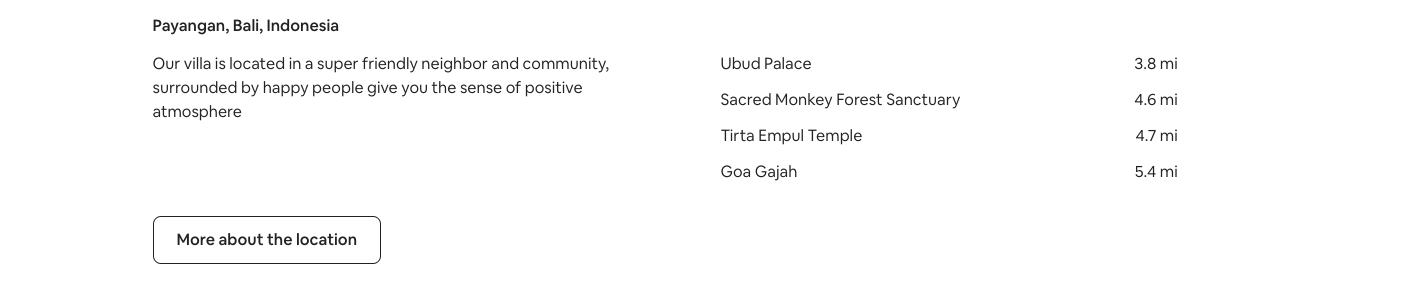 Payangan, Bali, Indonesia
Our villa is located in a super friendly neighbor and community,
surrounded by happy people give you the sense of positive
atmosphere
Ubud Palace 3.8 mi
Sacred Monkey Forest Sanctuary 4.6 mi
Tirta Empul Temple 4.7 mi
Goa Gajah 5.4 mi
More about the location